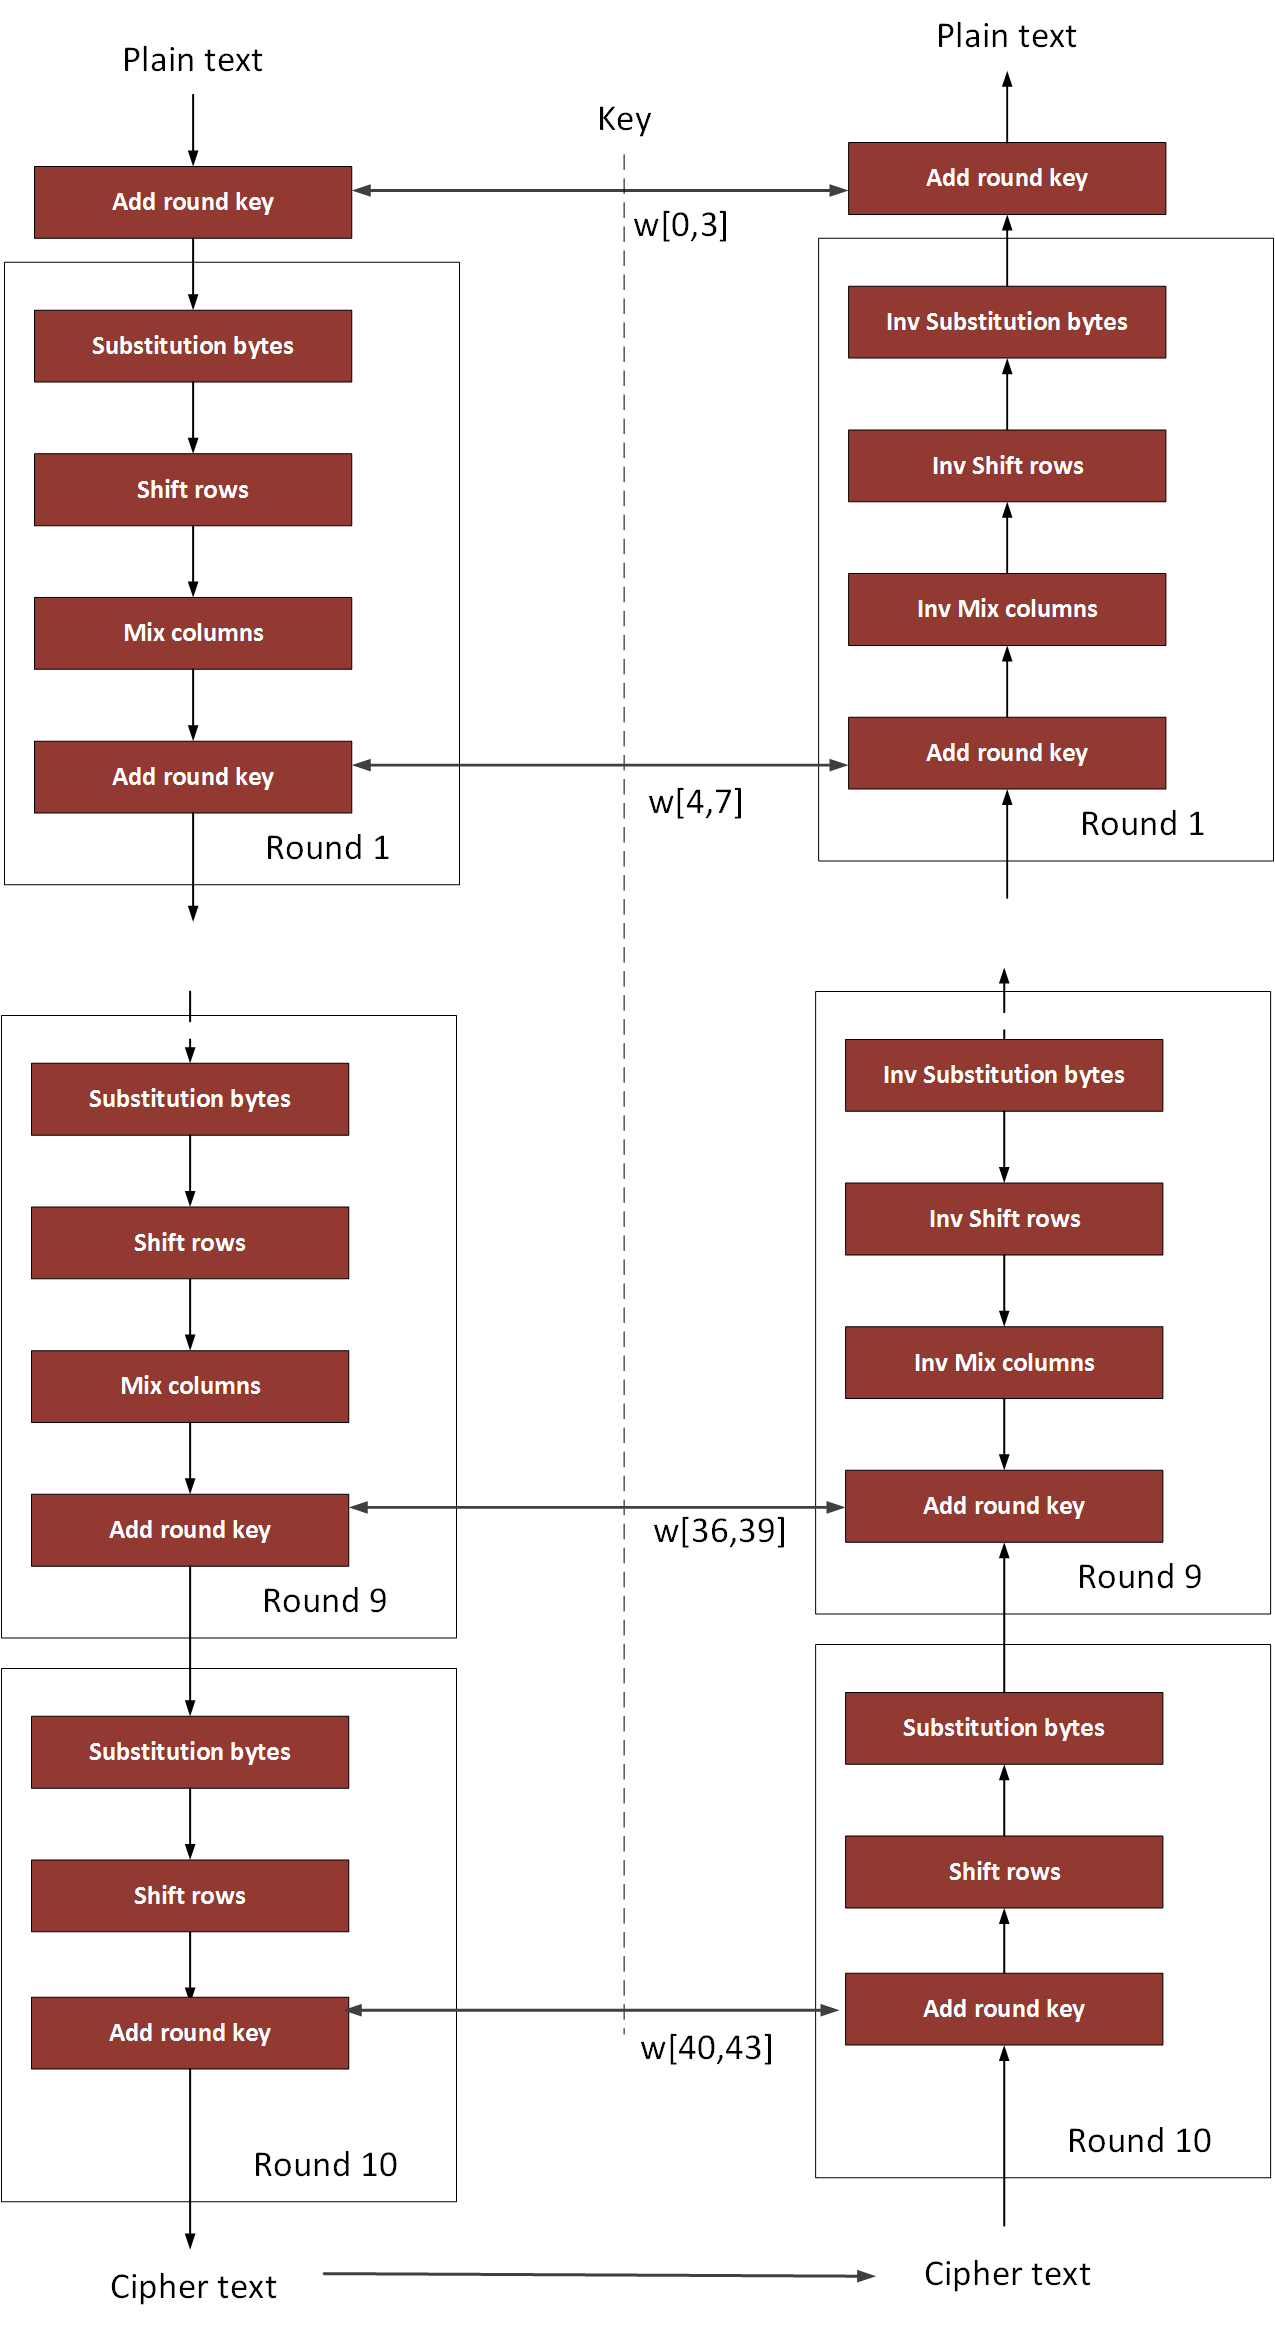 Plain text
Add round key
Substitution bytes
Shift rows
Mix columns
Add round key
Round 1
Substitution bytes
Shift rows
Mix columns
Add round key
Round 9
Substitution bytes
Shift rows
Add round key
Round 10
Cipher text
Key
w[0,3]
w[4,7]
w[36,39]
w[40,43]
Plain text
Add round key
Inv Substitution bytes
Inv Shift rows
Inv Mix columns
Add round key
Round 1
Inv Substitution bytes
Inv Shift rows
Inv Mix columns
Add round key
Round 9
Substitution bytes
Shift rows
Add round key
Round 10
Cipher text